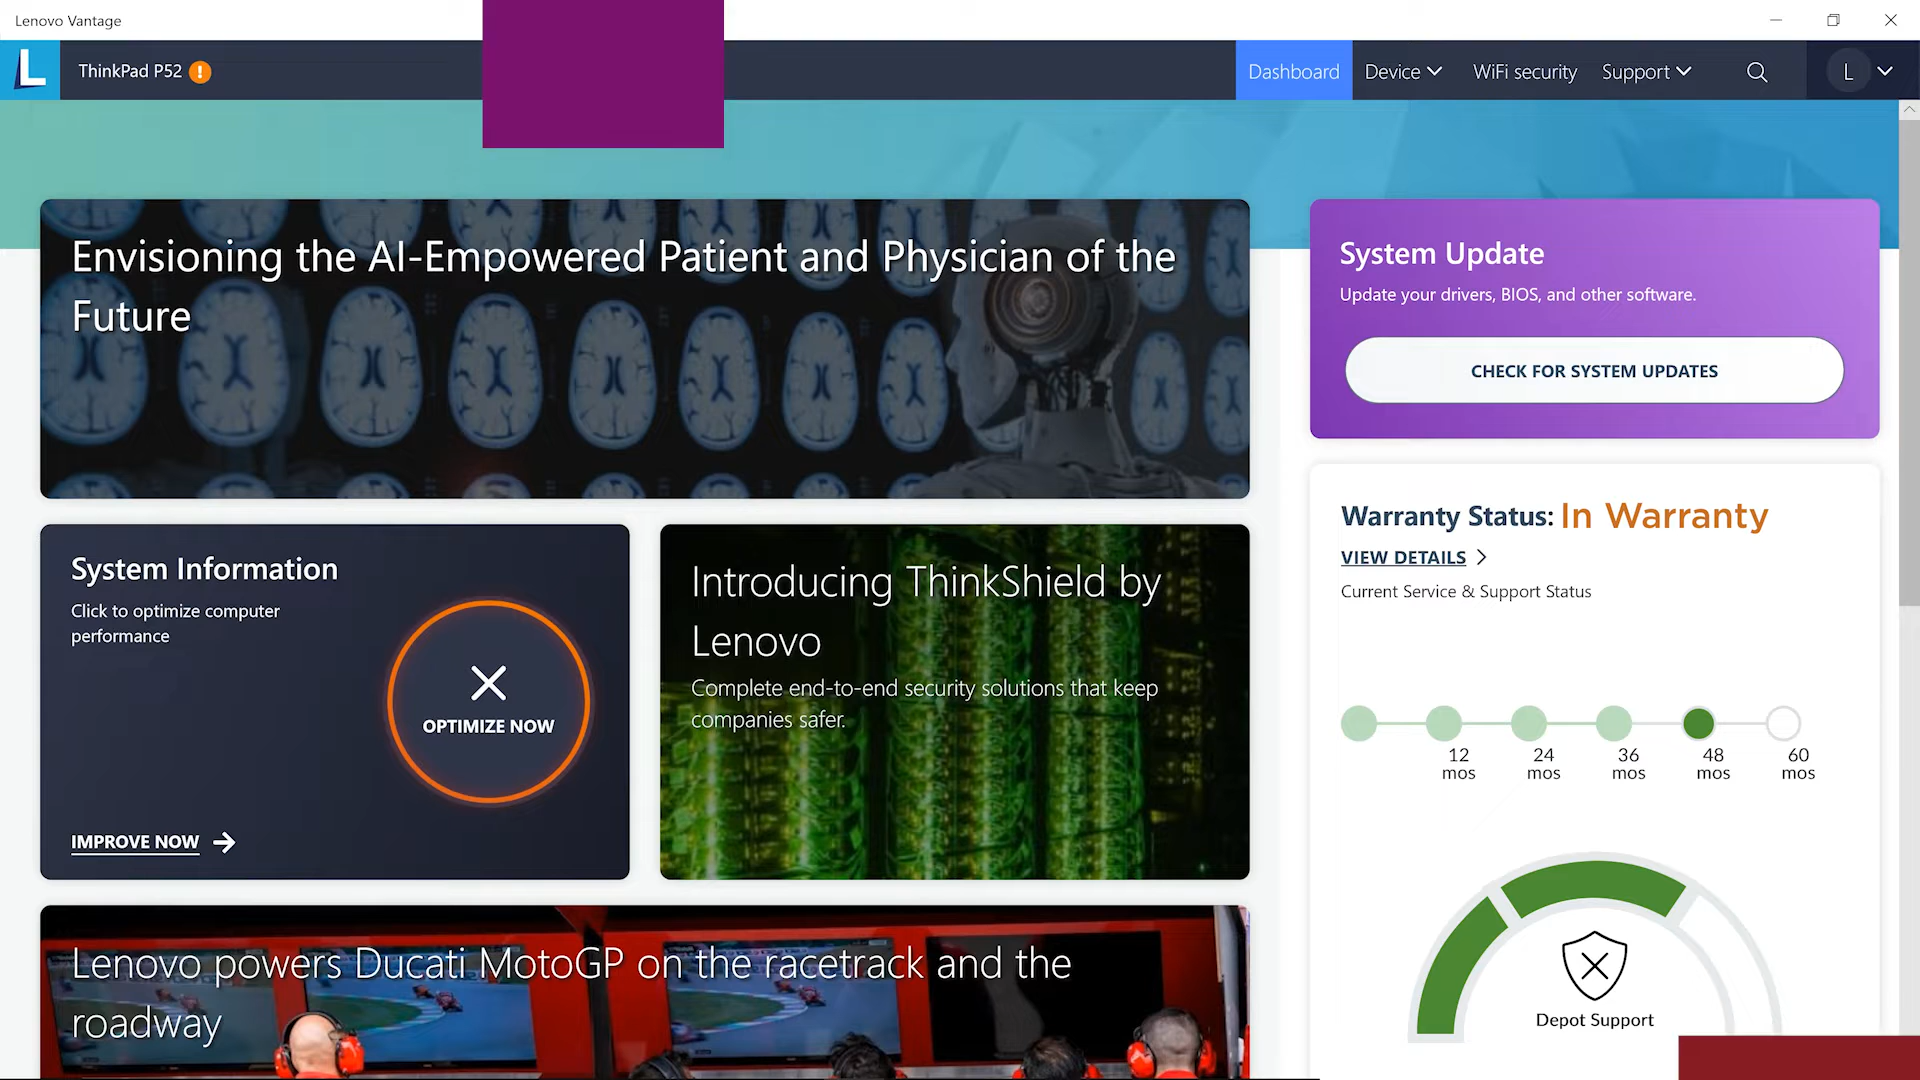 Lenovo Vantage
L
ThinkPad P52 !
Dashboard
Device
WiFi security
Support
L
Envisioning the AI-Empowered Patient and Physician of the
Future
System Update
Update your drivers, BIOS, and other software.
CHECK FOR SYSTEM UPDATES
Warranty Status: In Warranty
VIEW DETAILS
Current Service & Support Status
12
mos
24
mos
36
mos
48
mos
60
mos
Depot Support
System Information
Click to optimize computer
performance
OPTIMIZE NOW
IMPROVE NOW
Introducing ThinkShield by
Lenovo
Complete end-to-end security solutions that keep
companies safer.
Lenovo powers Ducati MotoGP on the racetrack and the
roadway